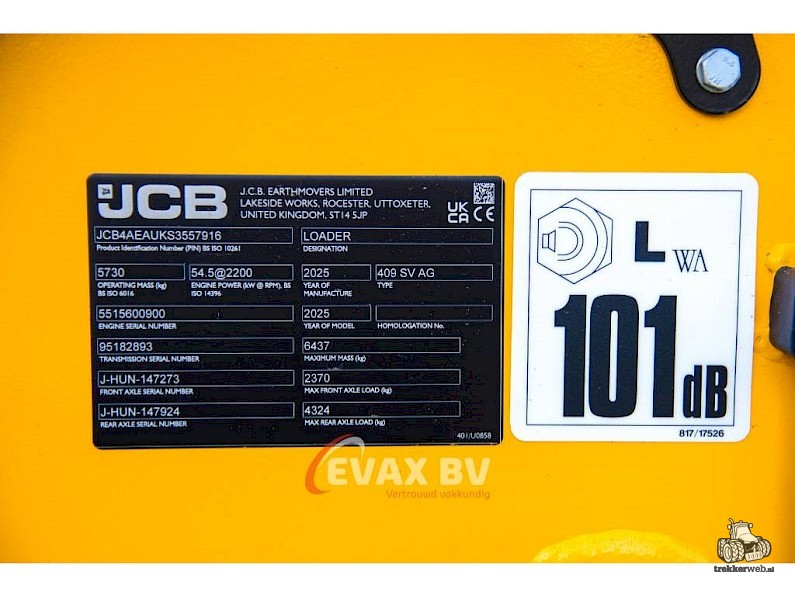 JCB
J.C.B. EARTHMOVERS LIMITED
LAKESIDE WORKS, ROCESTER, UTTOXETER,
UNITED KINGDOM, ST14 5JP
UK
CA CE
JCB4AEAUKS3557916
Product Identification Number (PIN) BS ISO 10261
LOADER
DESIGNATION
5730
OPERATING MASS (kg)
BS ISO 6016
54.5@2200
ENGINE POWER (kW @ RPM), BS
ISO 14396
2025
YEAR OF
MANUFACTURE
409 SV AG
TYPE
5515600900
ENGINE SERIAL NUMBER
2025
YEAR OF MODEL
HOMOLOGATION No.
95182893
TRANSMISSION SERIAL NUMBER
6437
MAXIMUM MASS (kg)
J-HUN-147273
FRONT AXLE SERIAL NUMBER
2370
MAX FRONT AXLE LOAD (kg)
J-HUN-147924
REAR AXLE SERIAL NUMBER
4324
MAX REAR AXLE LOAD (kg)
401/U0858
LWA
101dB
817/17526
EVAX BV
Vertrouwd vakkundig
trekkerweb.nl